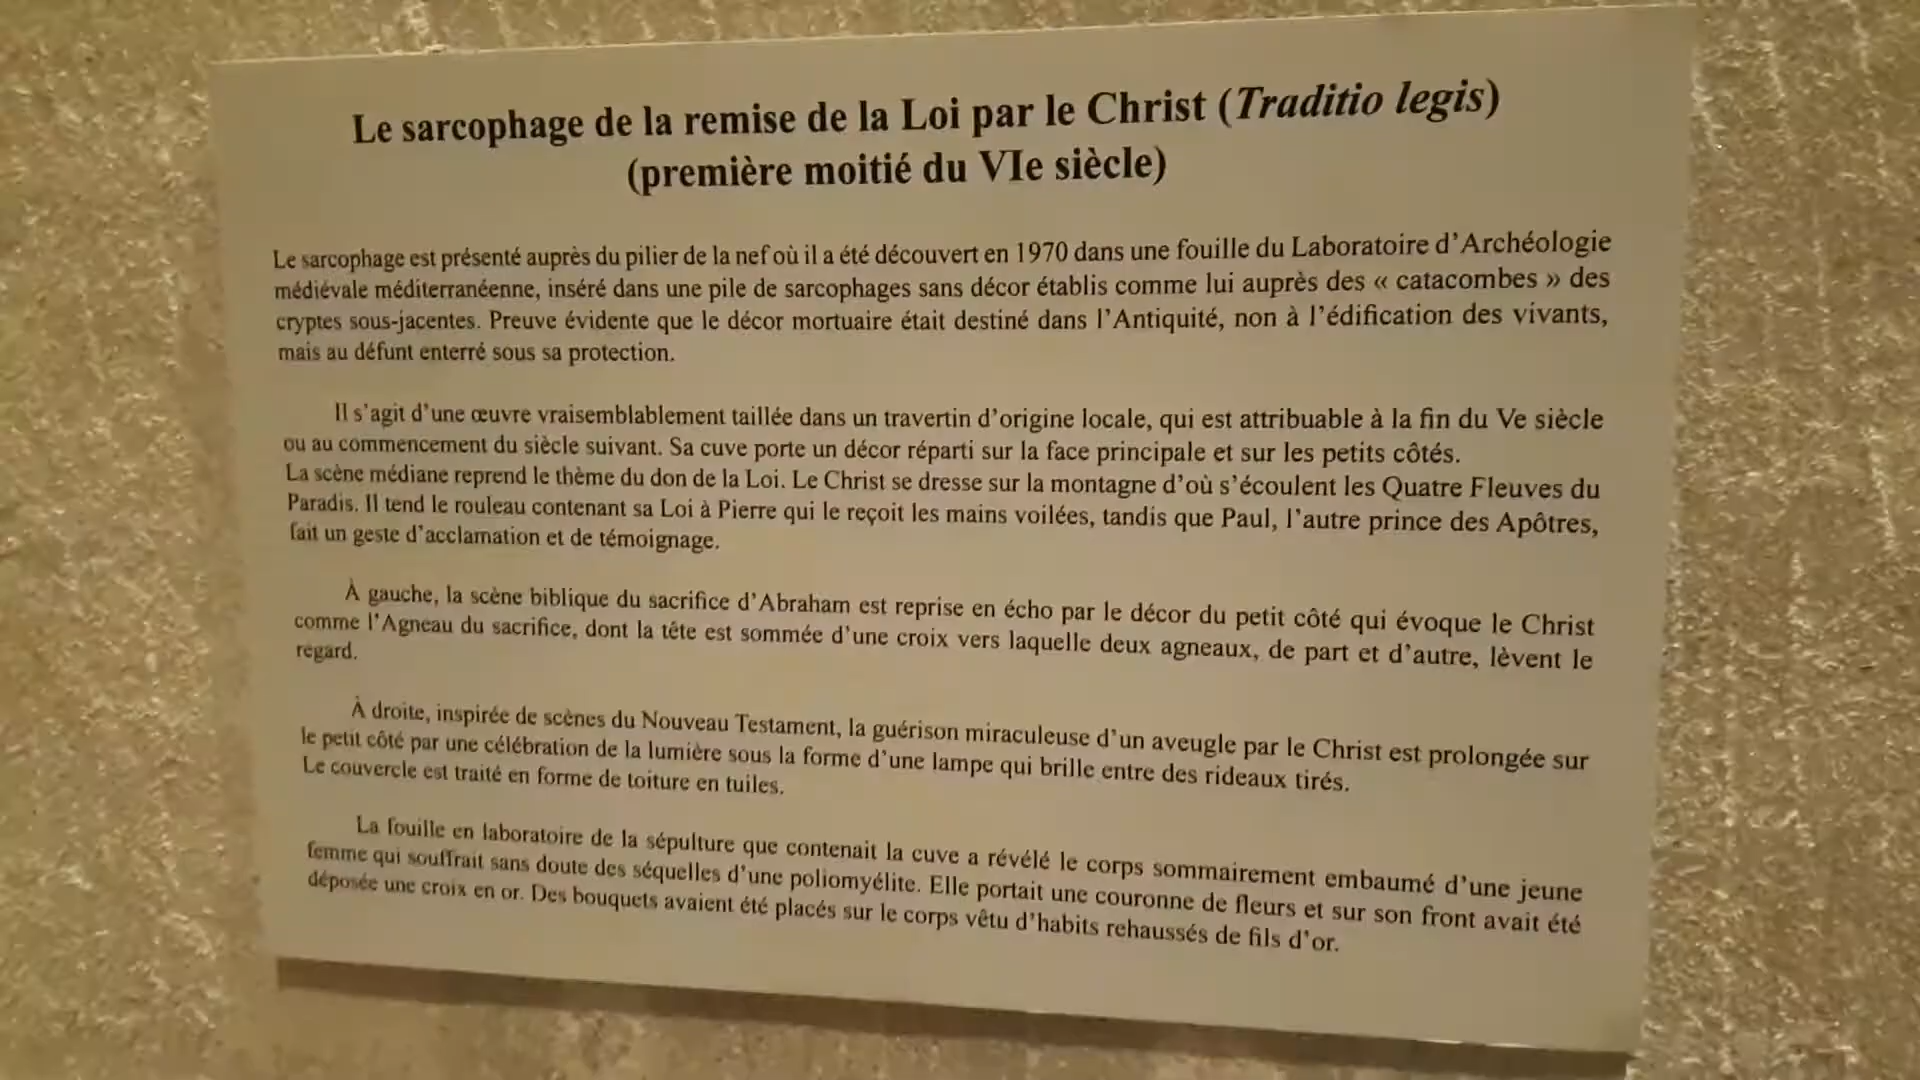 Le sarcophage de la remise de la Loi par le Christ (Traditio legis)
(première moitié du VIe siècle)
Le sarcophage est présenté auprès du pilier de la nef où il a été découvert en 1970 dans une fouille du Laboratoire d'Archéologie
médiévale méditerranéenne, inséré dans une pile de sarcophages sans décor établis comme lui auprès des « catacombes » des
cryptes sous-jacentes. Preuve évidente que le décor mortuaire était destiné dans l'Antiquité, non à l'édification des vivants,
mais au défunt enterré sous sa protection.
Il s'agit d'une œuvre vraisemblablement taillée dans un travertin d'origine locale, qui est attribuable à la fin du Ve siècle
ou au commencement du siècle suivant. Sa cuve porte un décor réparti sur la face principale et sur les petits côtés.
La scène médiane reprend le thème du don de la Loi. Le Christ se dresse sur la montagne d'où s'écoulent les Quatre Fleuves du
Paradis. Il tend le rouleau contenant sa Loi à Pierre qui le reçoit les mains voilées, tandis que Paul, l'autre prince des Apôtres,
fait un geste d'acclamation et de témoignage.
À gauche, la scène biblique du sacrifice d'Abraham est reprise en écho par le décor du petit côté qui évoque le Christ
comme l'Agneau du sacrifice, dont la tête est sommée d'une croix vers laquelle deux agneaux, de part et d'autre, lèvent le
regard.
À droite, inspirée de scènes du Nouveau Testament, la guérison miraculeuse d'un aveugle par le Christ est prolongée sur
le petit côté par une célébration de la lumière sous la forme d'une lampe qui brille entre des rideaux tirés.
Le couvercle est traité en forme de toiture en tuiles.
La fouille en laboratoire de la sépulture que contenait la cuve a révélé le corps sommairement embaumé d'une jeune
femme qui souffrait sans doute des séquelles d'une poliomyélite. Elle portait une couronne de fleurs et sur son front avait été
déposée une croix en or. Des bouquets avaient été placés sur le corps vêtu d'habits rehaussés de fils d'or.